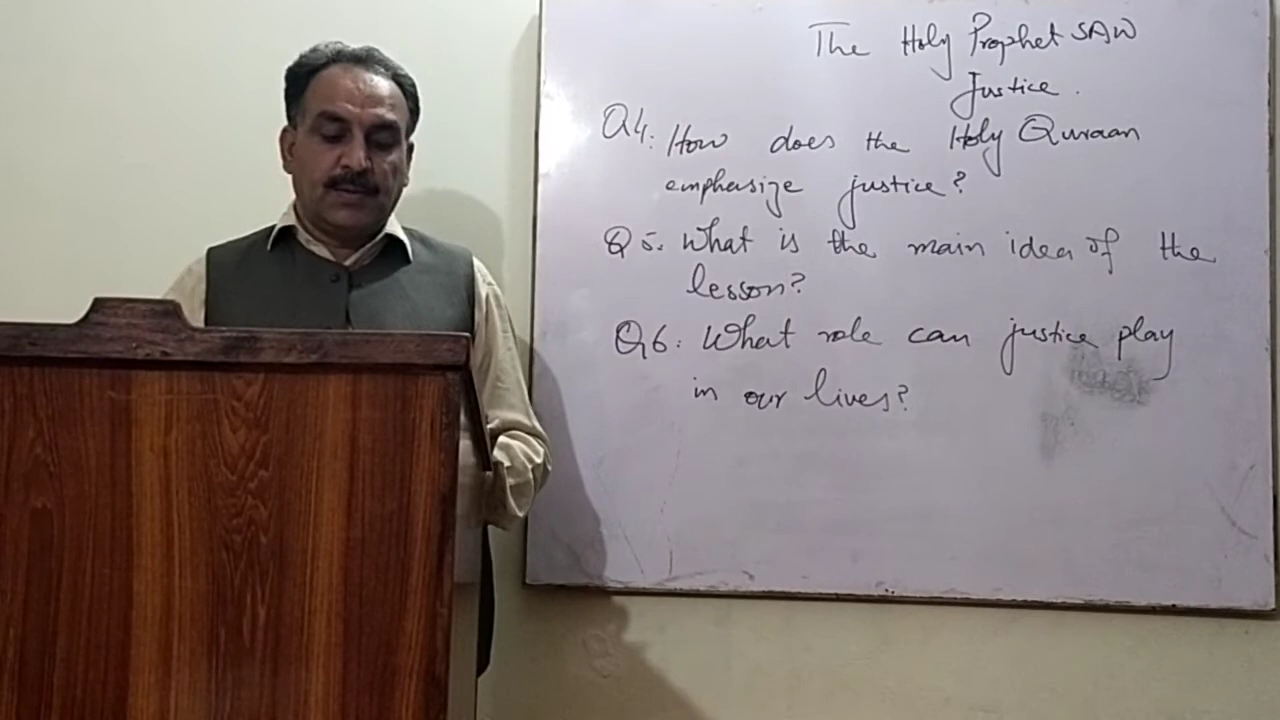 The Holy Prophet SAW
Justice.
Q4. How does the Holy Quraan
emphasize justice?
Q5. What is the main idea of the
lesson?
Q6. What role can justice play
in our lives?